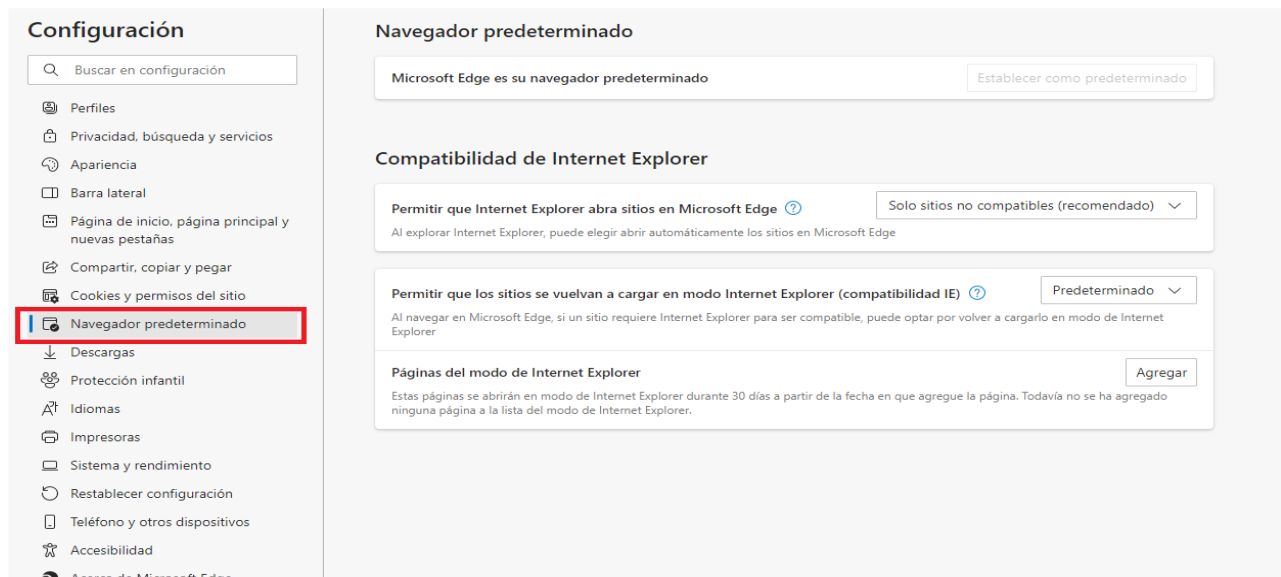 Configuración
Buscar en configuración
Perfiles
Privacidad, búsqueda y servicios
Apariencia
Barra lateral
Página de inicio, página principal y
nuevas pestañas
Compartir, copiar y pegar
Cookies y permisos del sitio
Navegador predeterminado
Descargas
Protección infantil
Idiomas
Impresoras
Sistema y rendimiento
Restablecer configuración
Teléfono y otros dispositivos
Accesibilidad
Acerca de Microsoft Edge
Navegador predeterminado
Microsoft Edge es su navegador predeterminado
Establecer como predeterminado
Compatibilidad de Internet Explorer
Permitir que Internet Explorer abra sitios en Microsoft Edge
Solo sitios no compatibles (recomendado)
Al explorar Internet Explorer, puede elegir abrir automáticamente los sitios en Microsoft Edge
Permitir que los sitios se vuelvan a cargar en modo Internet Explorer (compatibilidad IE)
Predeterminado
Al navegar en Microsoft Edge, si un sitio requiere Internet Explorer para ser compatible, puede optar por volver a cargarlo en modo de Internet
Explorer
Páginas del modo de Internet Explorer
Agregar
Estas páginas se abrirán en modo de Internet Explorer durante 30 días a partir de la fecha en que agregue la página. Todavía no se ha agregado
ninguna página a la lista del modo de Internet Explorer.